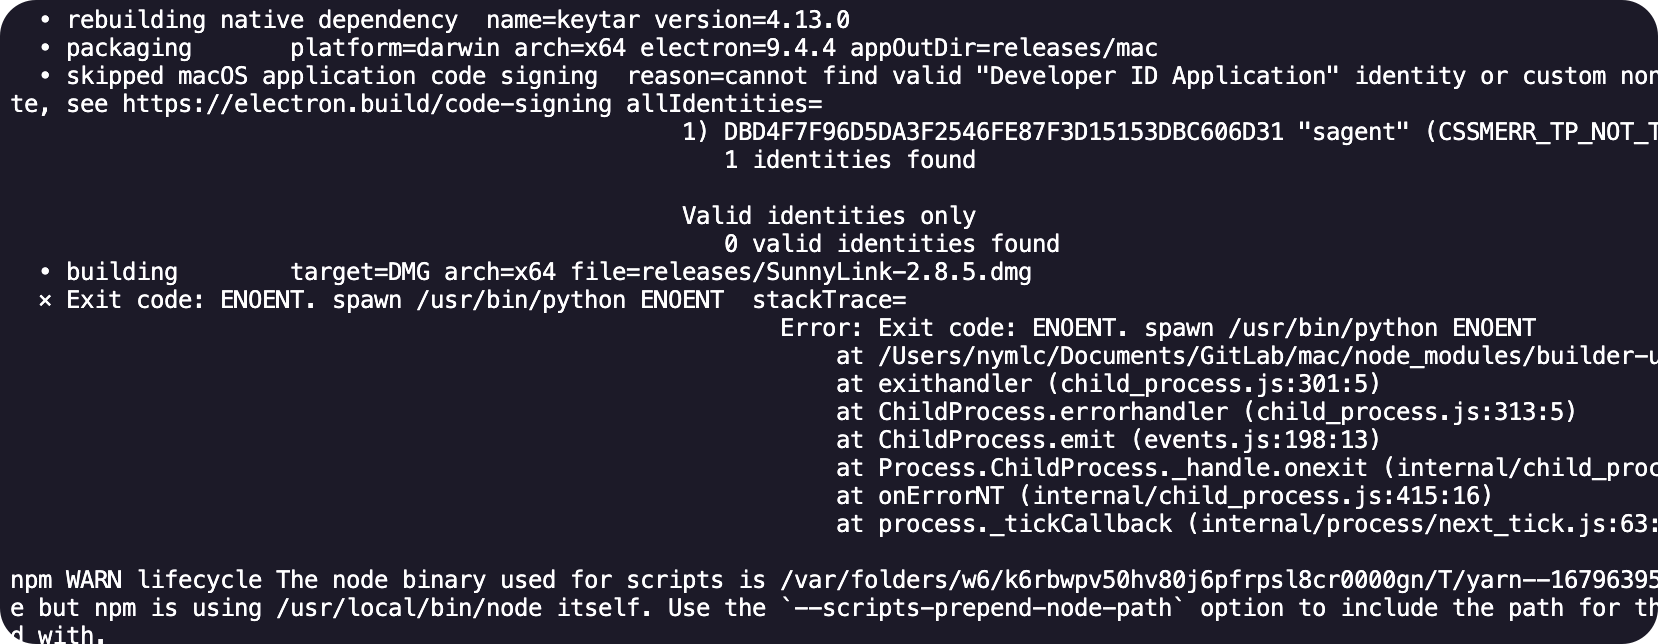 • rebuilding native dependency  name=keytar version=4.13.0
• packaging        platform=darwin arch=x64 electron=9.4.4 appOutDir=releases/mac
• skipped macOS application code signing  reason=cannot find valid "Developer ID Application" identity or custom non
te, see https://electron.build/code-signing allIdentities=
1) DBD4F7F96D5DA3F2546FE87F3D15153DBC606D31 "sagent" (CSSMERR_TP_NOT_T
1 identities found
Valid identities only
0 valid identities found
• building        target=DMG arch=x64 file=releases/SunnyLink-2.8.5.dmg
⨯ Exit code: ENOENT. spawn /usr/bin/python ENOENT  stackTrace=
Error: Exit code: ENOENT. spawn /usr/bin/python ENOENT
at /Users/nymlc/Documents/GitLab/mac/node_modules/builder-u
at exithandler (child_process.js:301:5)
at ChildProcess.errorhandler (child_process.js:313:5)
at ChildProcess.emit (events.js:198:13)
at Process.ChildProcess._handle.onexit (internal/child_proc
at onErrorNT (internal/child_process.js:415:16)
at process._tickCallback (internal/process/next_tick.js:63:
npm WARN lifecycle The node binary used for scripts is /var/folders/w6/k6rbwpv50hv80j6pfrpsl8cr0000gn/T/yarn--16796395
e but npm is using /usr/local/bin/node itself. Use the `--scripts-prepend-node-path` option to include the path for th
d with.